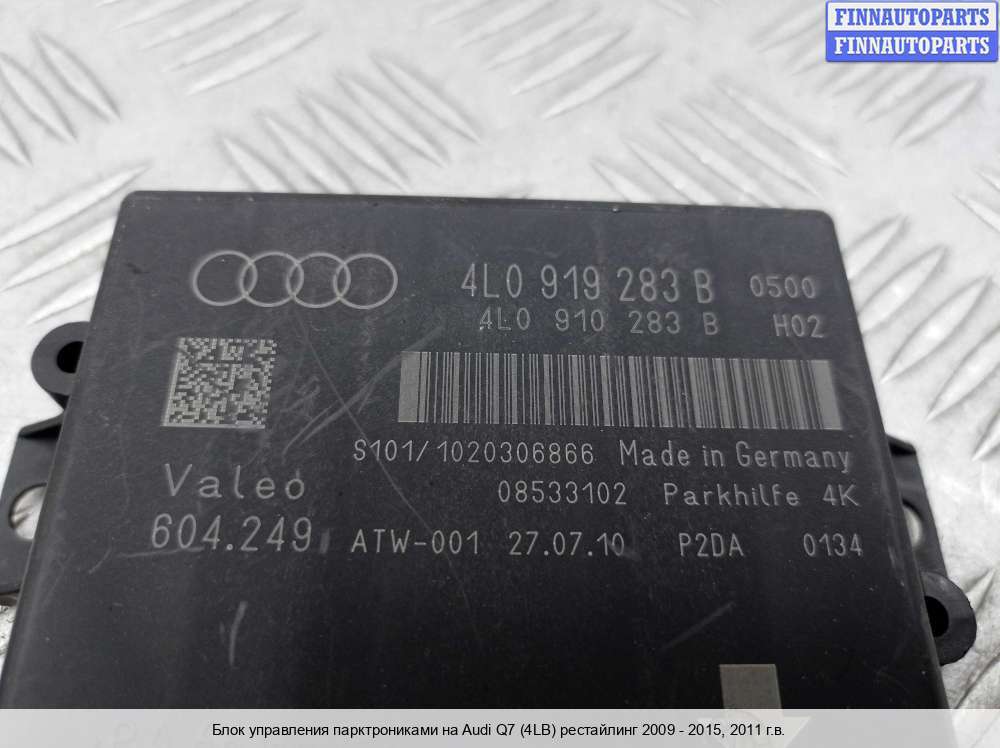 FINNAUTOPARTS
FINNAUTOPARTS
4L0 919 283 B 0500
4L0 910 283 B H02
S101/1020306866 Made in Germany
Valeo 08533102 Parkhilfe 4K
604.249 ATW-001 27.07.10 P2DA 0134
Блок управления парктрониками на Audi Q7 (4LB) рестайлинг 2009 - 2015, 2011 г.в.